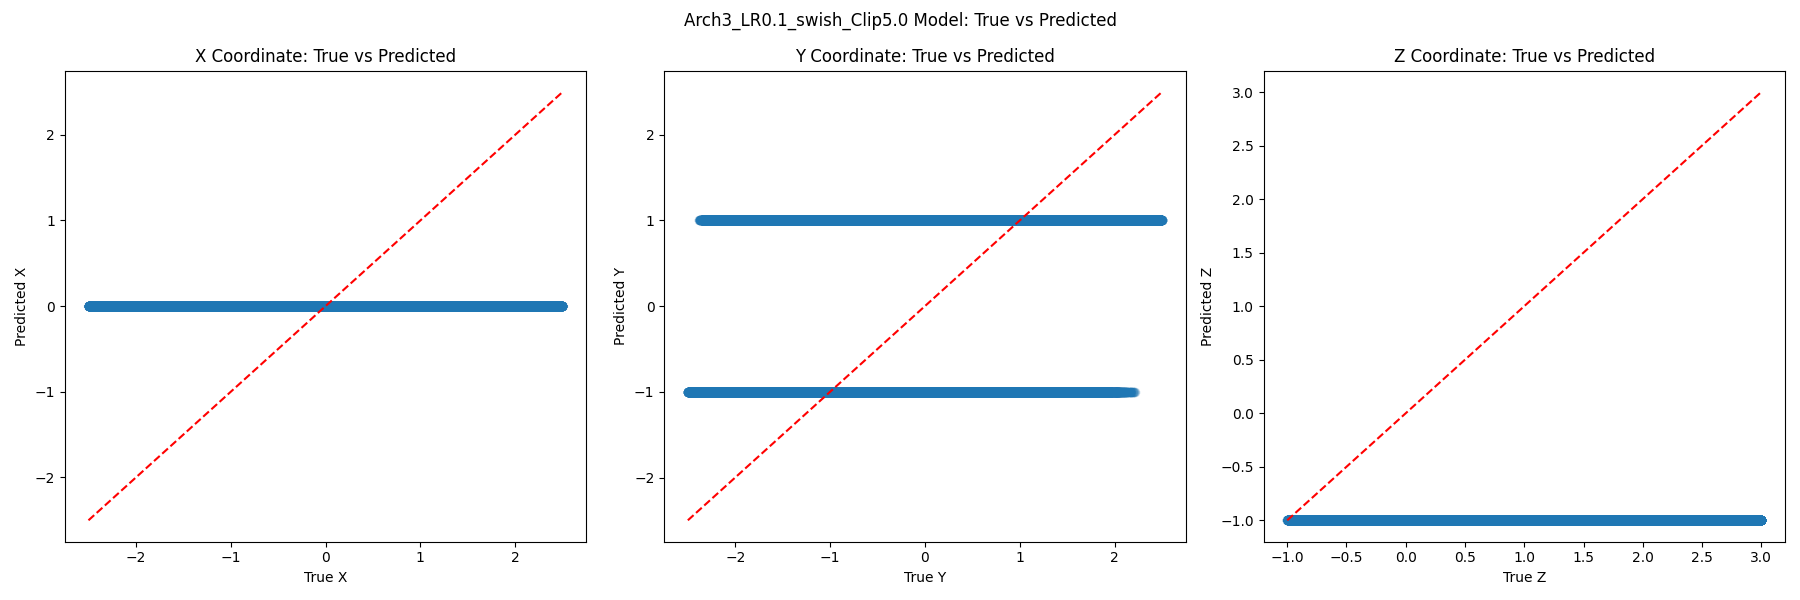 Arch3_LR0.1_swish_Clip5.0 Model: True vs Predicted
X Coordinate: True vs Predicted
Predicted X
2
1
0
−1
−2
−2 −1 0 1 2
True X
Y Coordinate: True vs Predicted
Predicted Y
2
1
0
−1
−2
−2 −1 0 1 2
True Y
Z Coordinate: True vs Predicted
Predicted Z
3.0
2.5
2.0
1.5
1.0
0.5
0.0
−0.5
−1.0
−1.0 −0.5 0.0 0.5 1.0 1.5 2.0 2.5 3.0
True Z